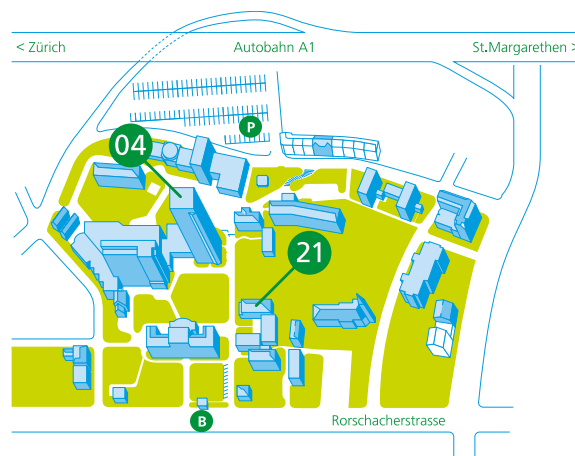 < Zürich Autobahn A1 St.Margarethen >
P
04
21
Rorschacherstrasse
B